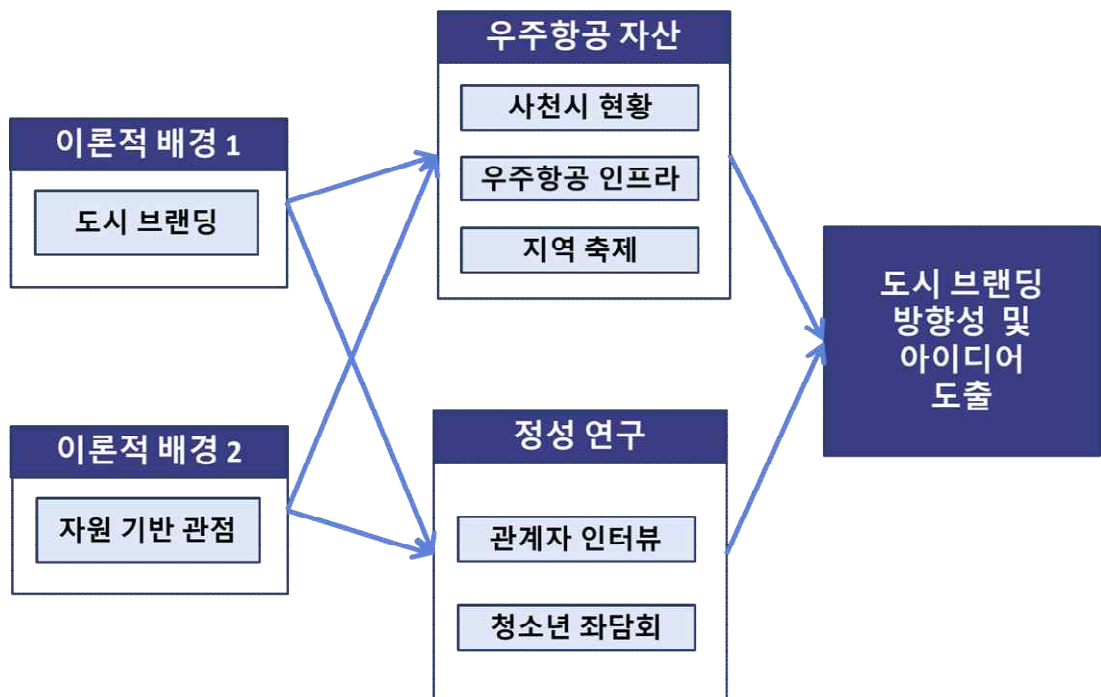 이론적 배경 1
도시 브랜딩
이론적 배경 2
자원 기반 관점
우주항공 자산
사천시 현황
우주항공 인프라
지역 축제
정성 연구
관계자 인터뷰
청소년 좌담회
도시 브랜딩
방향성 및
아이디어
도출